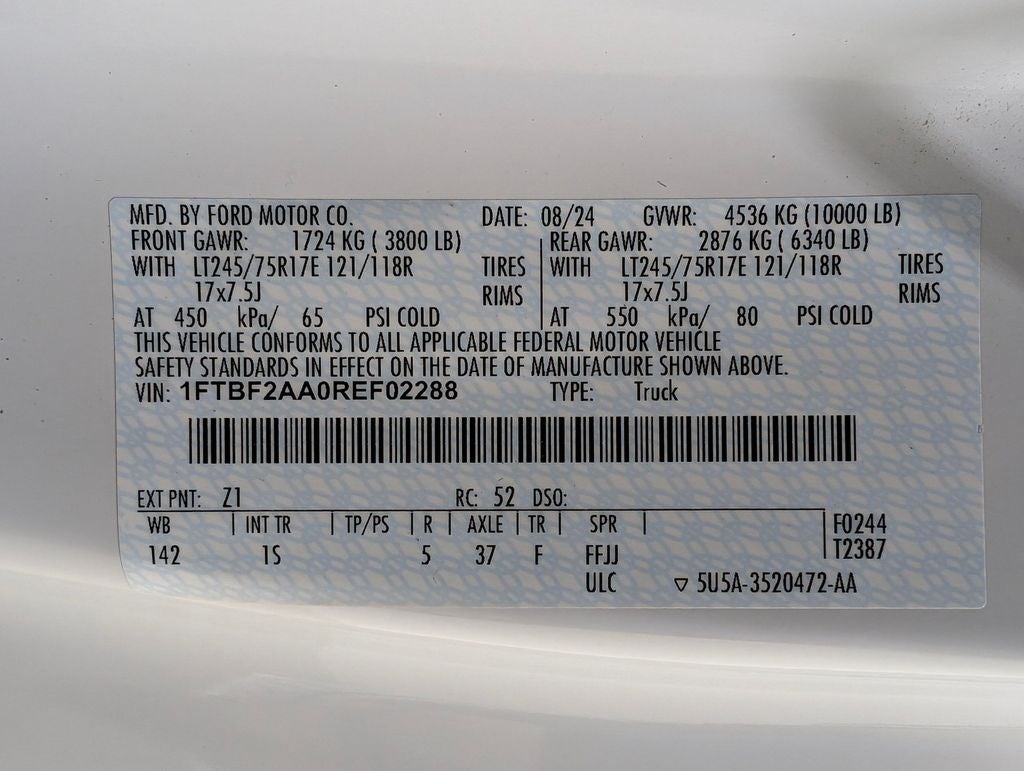 MFD. BY FORD MOTOR CO. DATE: 08/24 GVWR: 4536 KG (10000 LB)
FRONT GAWR: 1724 KG ( 3800 LB) REAR GAWR: 2876 KG ( 6340 LB)
WITH LT245/75R17E 121/118R TIRES WITH LT245/75R17E 121/118R TIRES
17x7.5J RIMS 17x7.5J RIMS
AT 450 kPa/ 65 PSI COLD AT 550 kPa/ 80 PSI COLD
THIS VEHICLE CONFORMS TO ALL APPLICABLE FEDERAL MOTOR VEHICLE
SAFETY STANDARDS IN EFFECT ON THE DATE OF MANUFACTURE SHOWN ABOVE.
VIN: 1FTBF2AA0REF02288 TYPE: Truck
EXT PNT: Z1 RC: 52 DSO:
WB INT TR TP/PS R AXLE TR SPR F0244
142 1S 5 37 F FFJJ T2387
ULC ▽ 5U5A-3520472-AA